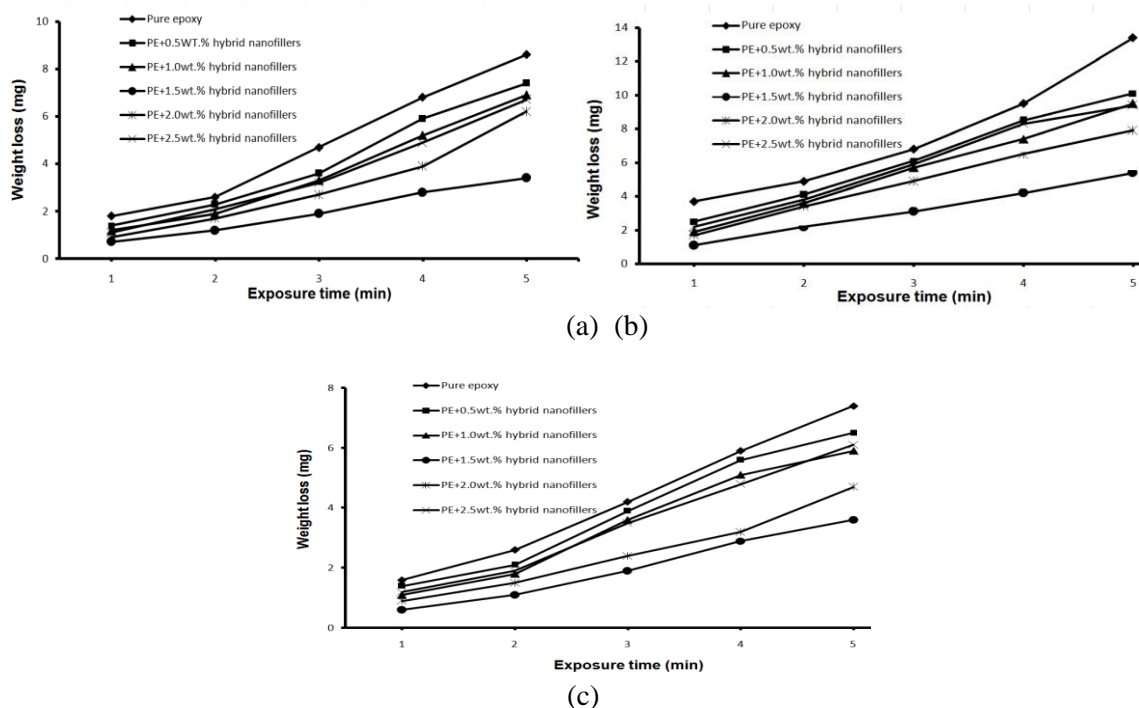 10
8
6
4
2
0
Weight loss (mg)
Pure epoxy
PE+0.5WT.% hybrid nanofillers
PE+1.0wt.% hybrid nanofillers
PE+1.5wt.% hybrid nanofillers
PE+2.0wt.% hybrid nanofillers
PE+2.5wt.% hybrid nanofillers
1 2 3 4 5
Exposure time (min)
14
12
10
8
6
4
2
0
Weight loss (mg)
Pure epoxy
PE+0.5wt.% hybrid nanofillers
PE+1.0wt.% hybrid nanofillers
PE+1.5wt.% hybrid nanofillers
PE+2.0wt.% hybrid nanofillers
PE+2.5wt.% hybrid nanofillers
1 2 3 4 5
Exposure time (min)
(a) (b)
8
6
4
2
0
Weight loss (mg)
Pure epoxy
PE+0.5wt.% hybrid nanofillers
PE+1.0wt.% hybrid nanofillers
PE+1.5wt.% hybrid nanofillers
PE+2.0wt.% hybrid nanofillers
PE+2.5wt.% hybrid nanofillers
1 2 3 4 5
Exposure time (min)
(c)